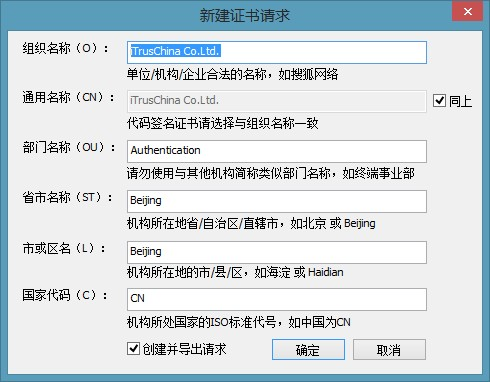 新建证书请求
组织名称（O）： iTrusChina Co.Ltd.
单位/机构/企业合法的名称，如搜狐网络
通用名称（CN）： iTrusChina Co.Ltd. 同上
代码签名证书请选择与组织名称一致
部门名称（OU）： Authentication
请勿使用与其他机构简称类似部门名称，如终端事业部
省市名称（ST）： Beijing
机构所在地省/自治区/直辖市，如北京 或 Beijing
市或区名（L）： Beijing
机构所在地的市/县/区，如海淀 或 Haidian
国家代码（C）： CN
机构所处国家的ISO标准代号，如中国为CN
创建并导出请求 确定 取消